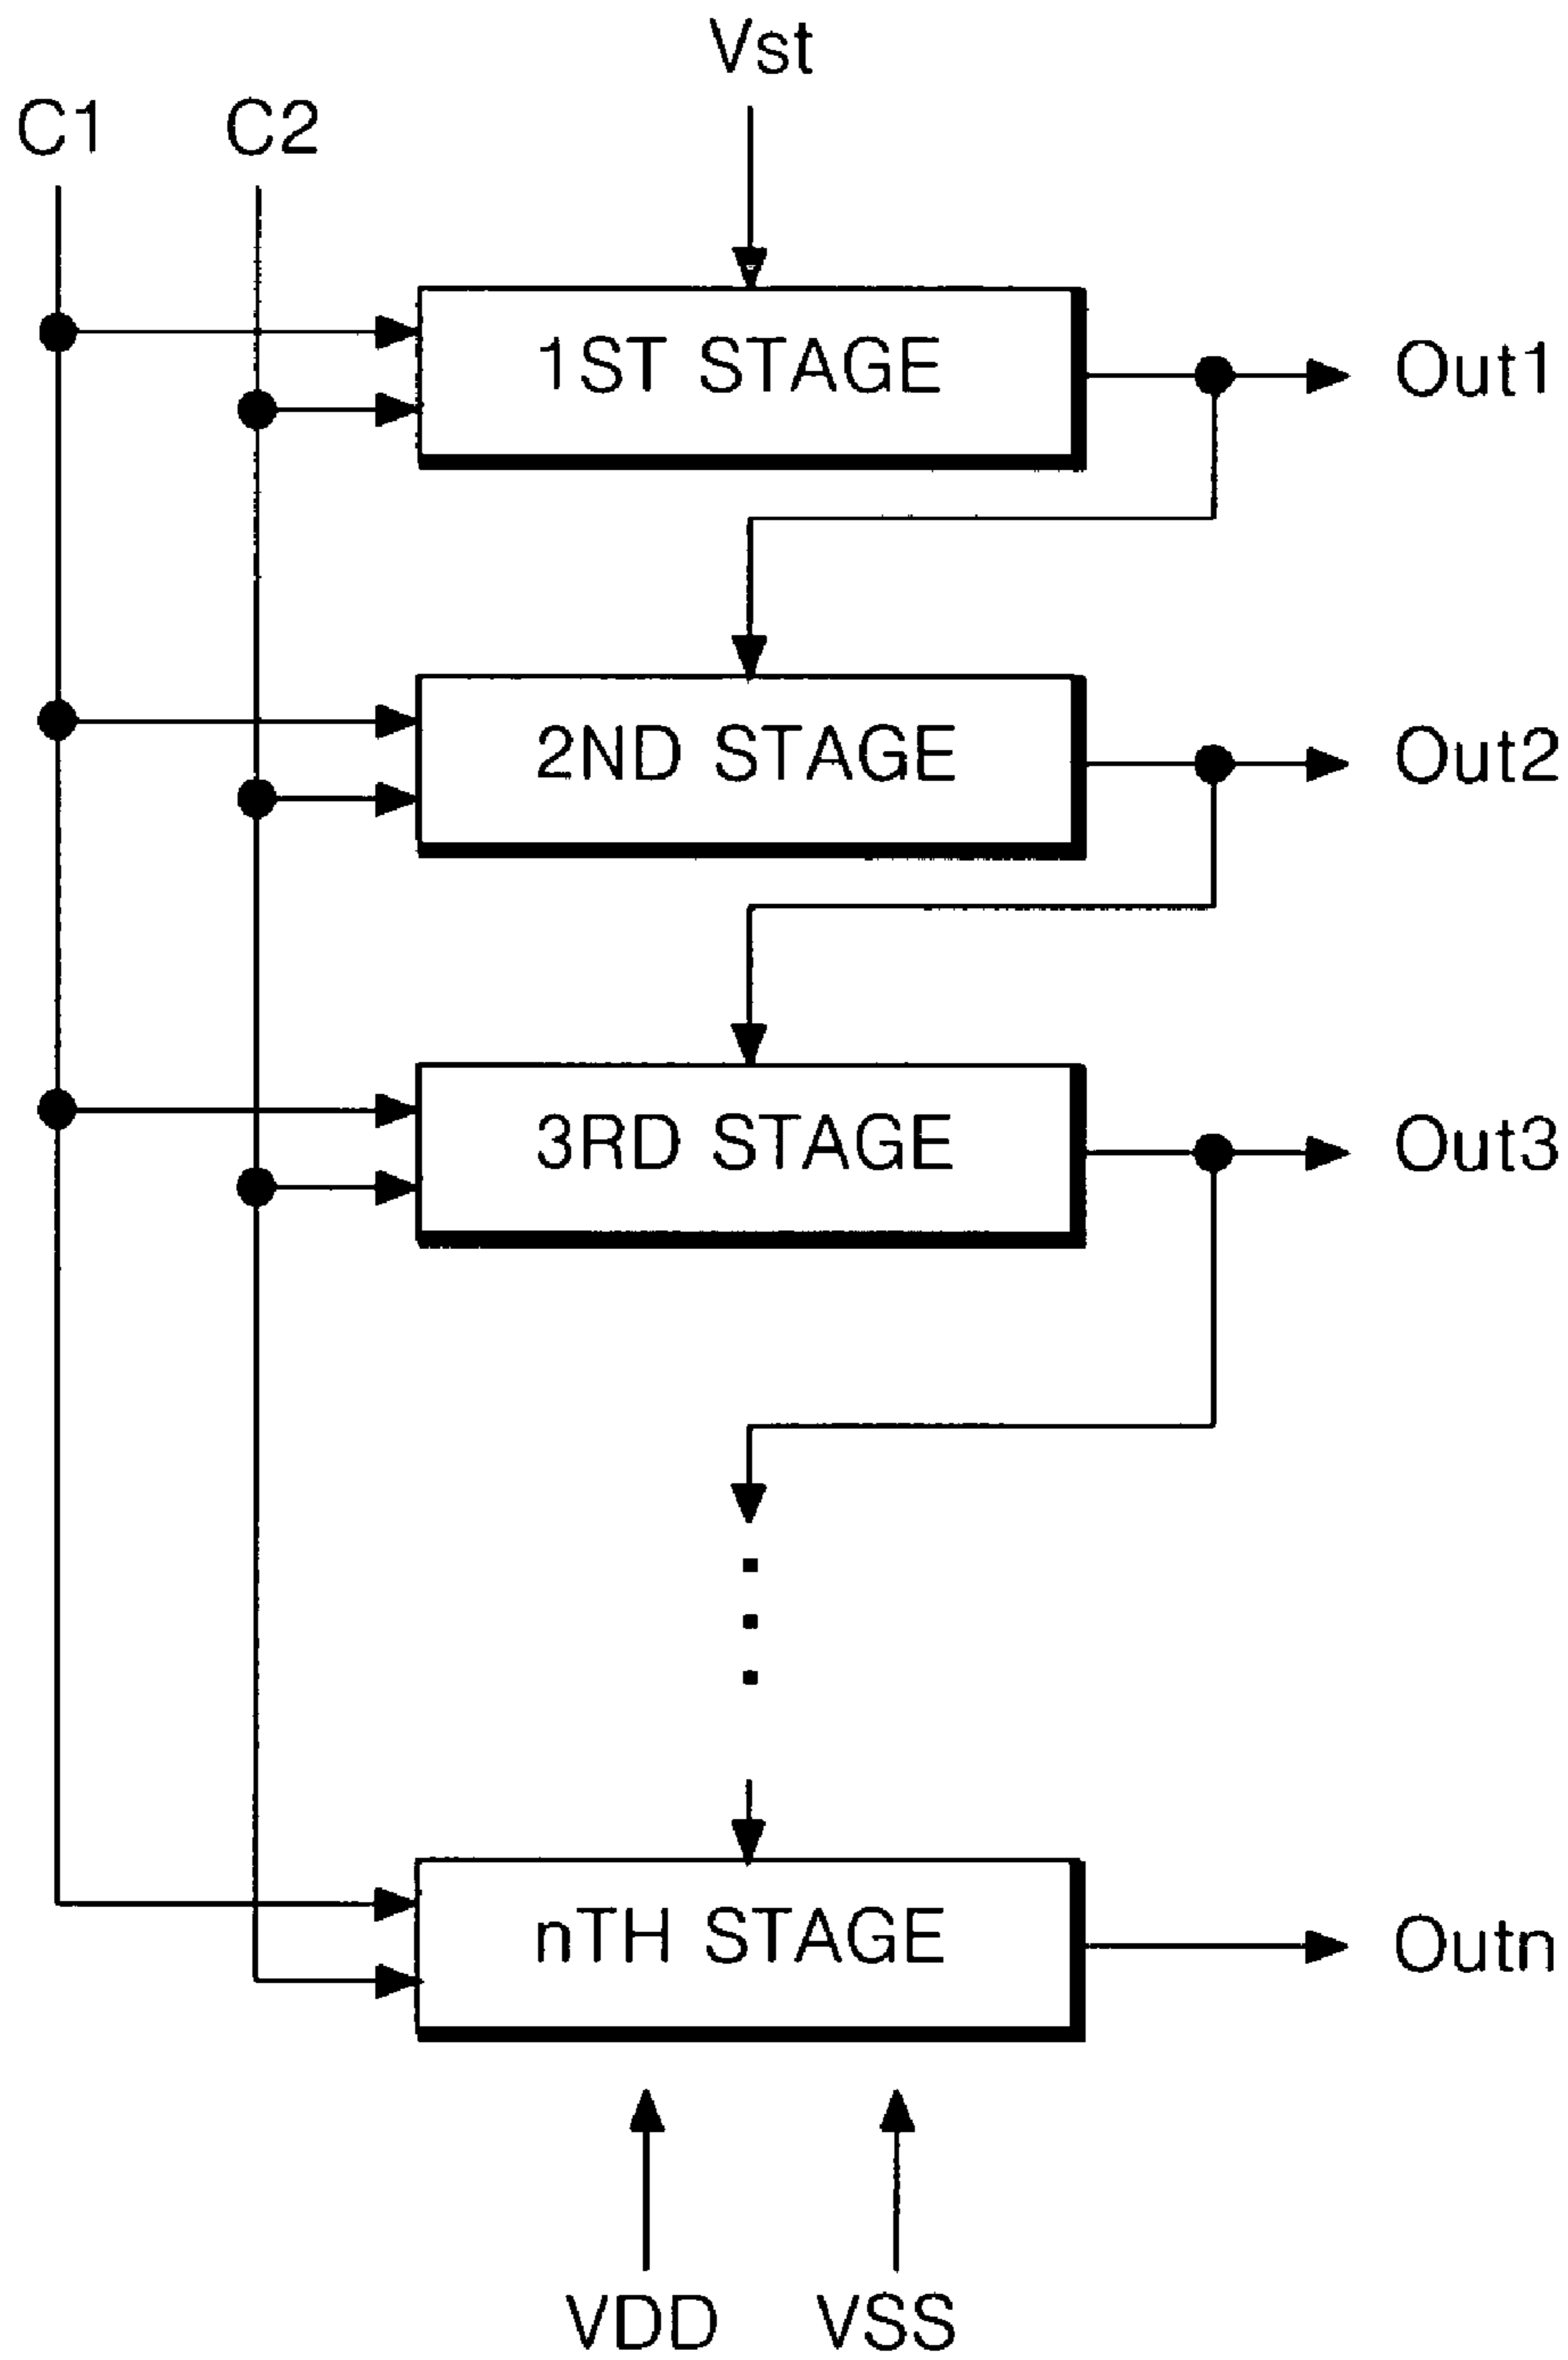 Vst
C1 C2
1ST STAGE
Out1
2ND STAGE
Out2
3RD STAGE
Out3
nTH STAGE
Outn
VDD VSS